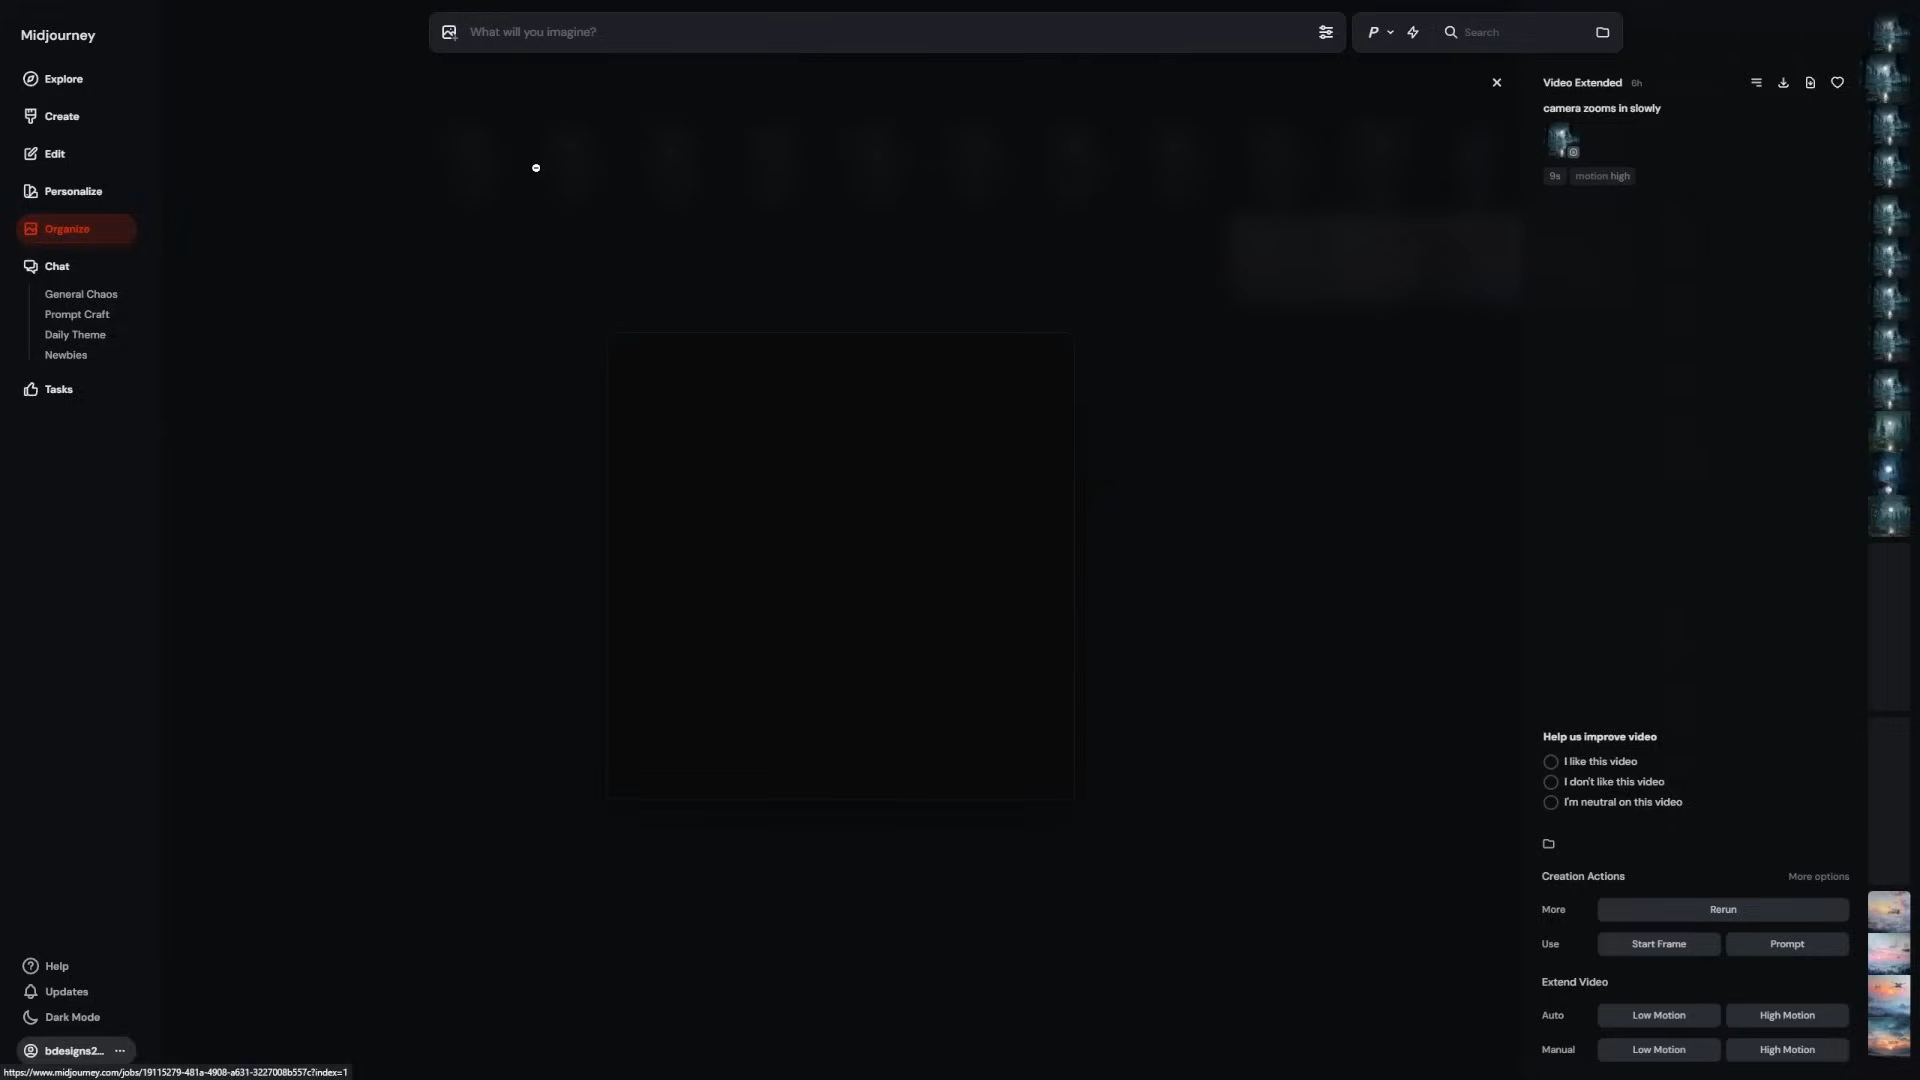 Midjourney
What will you imagine?
P
Search
Explore
Create
Edit
Personalize
Organize
Chat
General Chaos
Prompt Craft
Daily Theme
Newbies
Tasks
Video Extended 6h
camera zooms in slowly
9s motion high
Help us improve video
I like this video
I don't like this video
I'm neutral on this video
Creation Actions More options
More Rerun
Use Start Frame Prompt
Extend Video
Auto Low Motion High Motion
Manual Low Motion High Motion
Help
Updates
Dark Mode
bdesigns2... ...
https://www.midjourney.com/jobs/19115279-481a-4908-a631-3227008b557c?index=1